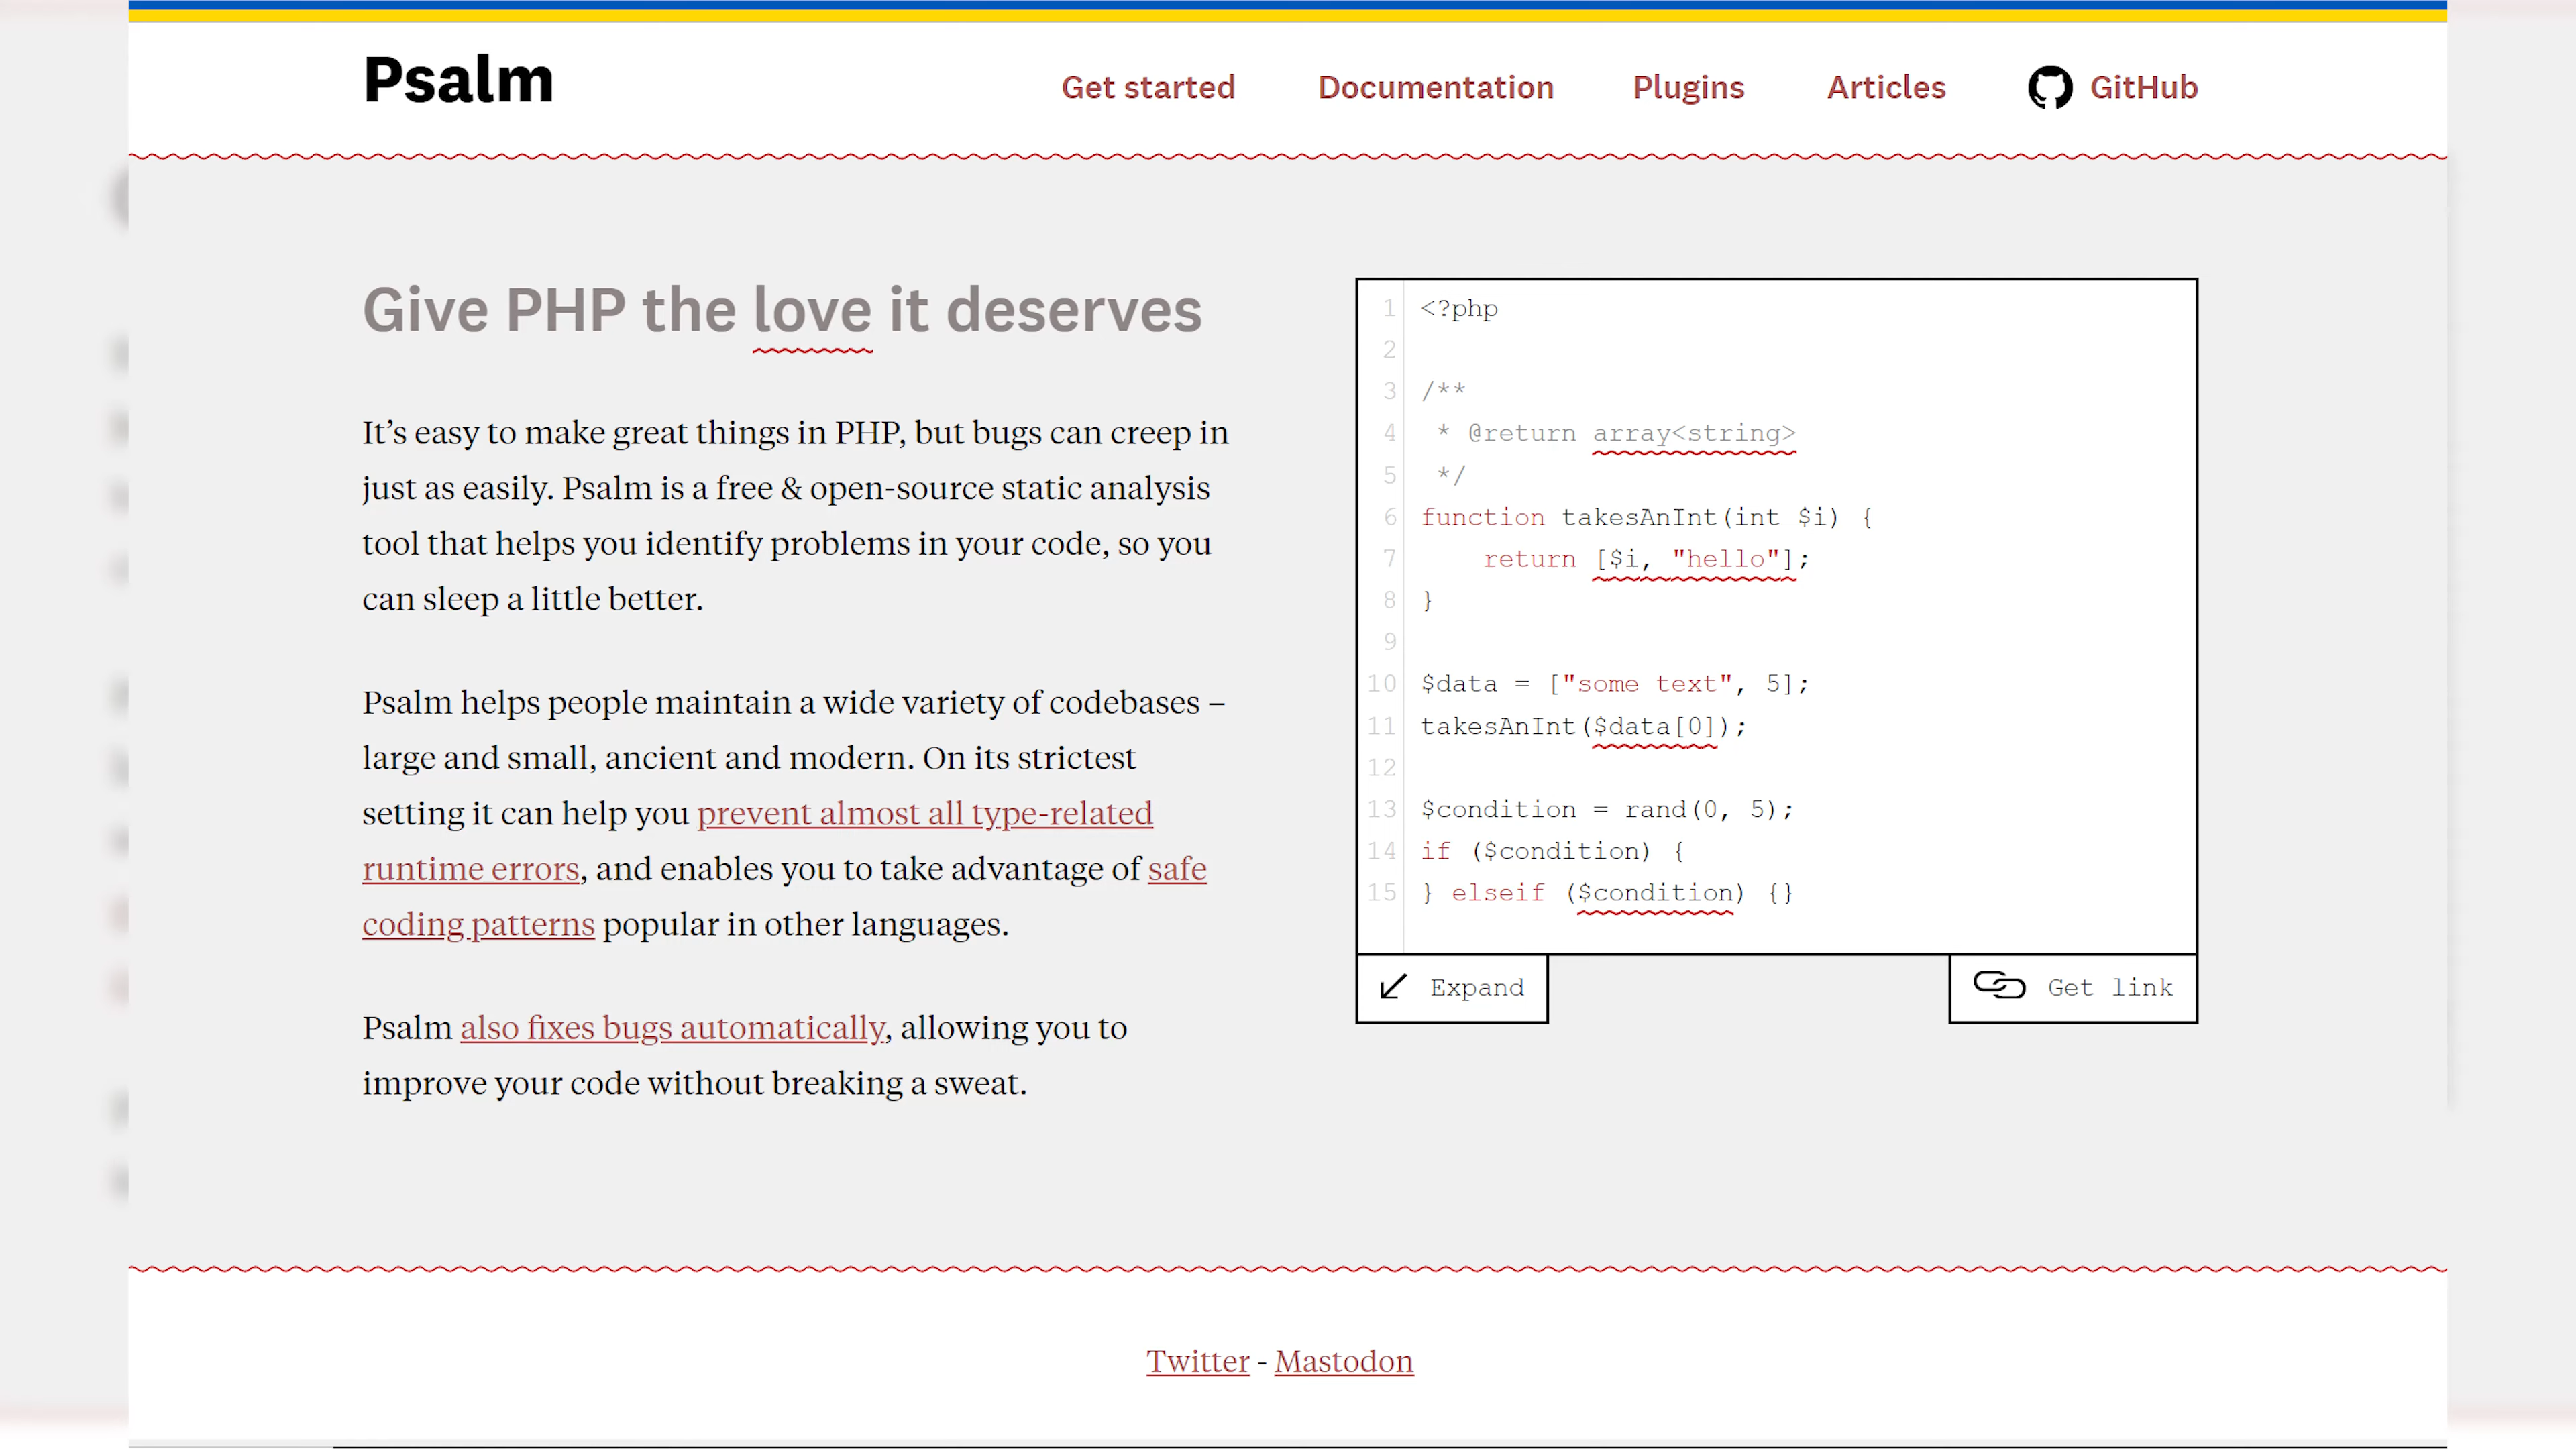 Psalm
Get started Documentation Plugins Articles GitHub
Give PHP the love it deserves
It’s easy to make great things in PHP, but bugs can creep in
just as easily. Psalm is a free & open-source static analysis
tool that helps you identify problems in your code, so you
can sleep a little better.
Psalm helps people maintain a wide variety of codebases –
large and small, ancient and modern. On its strictest
setting it can help you prevent almost all type-related
runtime errors, and enables you to take advantage of safe
coding patterns popular in other languages.
Psalm also fixes bugs automatically, allowing you to
improve your code without breaking a sweat.
1 <?php
2
3 /**
4  * @return array<string>
5  */
6 function takesAnInt(int $i) {
7     return [$i, "hello"];
8 }
9
10 $data = ["some text", 5];
11 takesAnInt($data[0]);
12
13 $condition = rand(0, 5);
14 if ($condition) {
15 } elseif ($condition) {}
Expand
Get link
Twitter - Mastodon